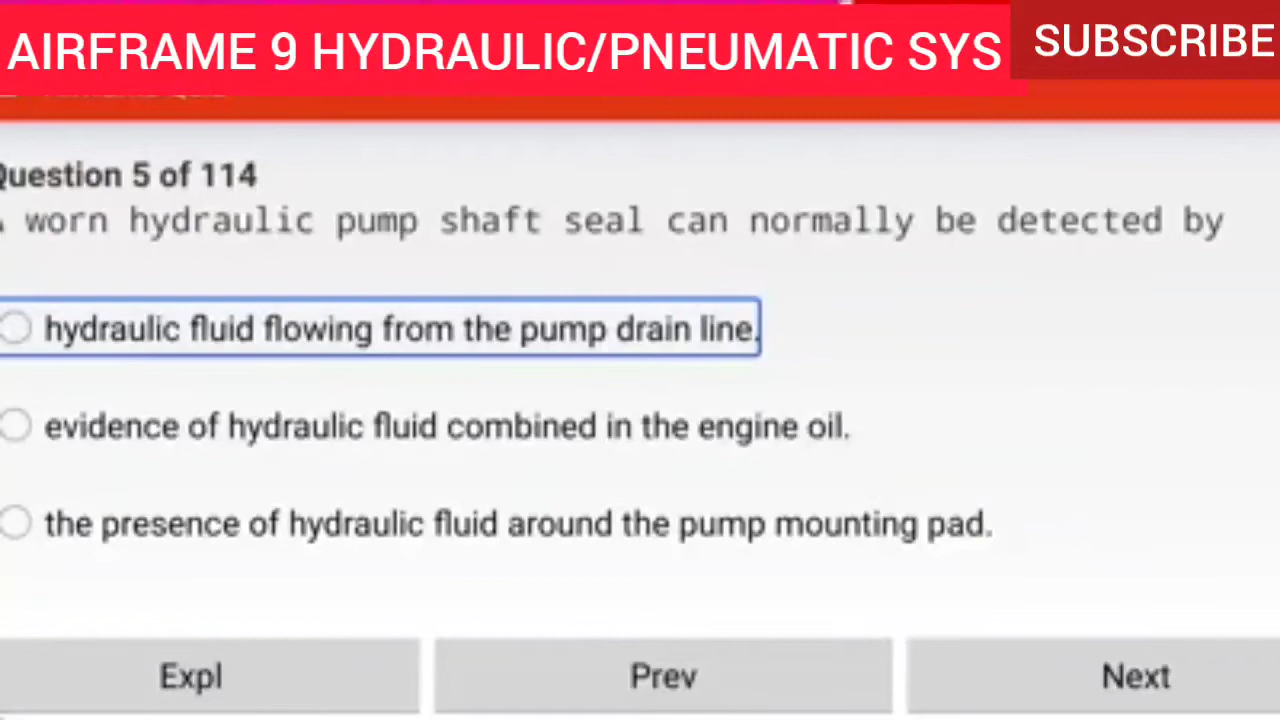 AIRFRAME 9 HYDRAULIC/PNEUMATIC SYS
SUBSCRIBE
Question 5 of 114
worn hydraulic pump shaft seal can normally be detected by
hydraulic fluid flowing from the pump drain line.
evidence of hydraulic fluid combined in the engine oil.
the presence of hydraulic fluid around the pump mounting pad.
Expl
Prev
Next